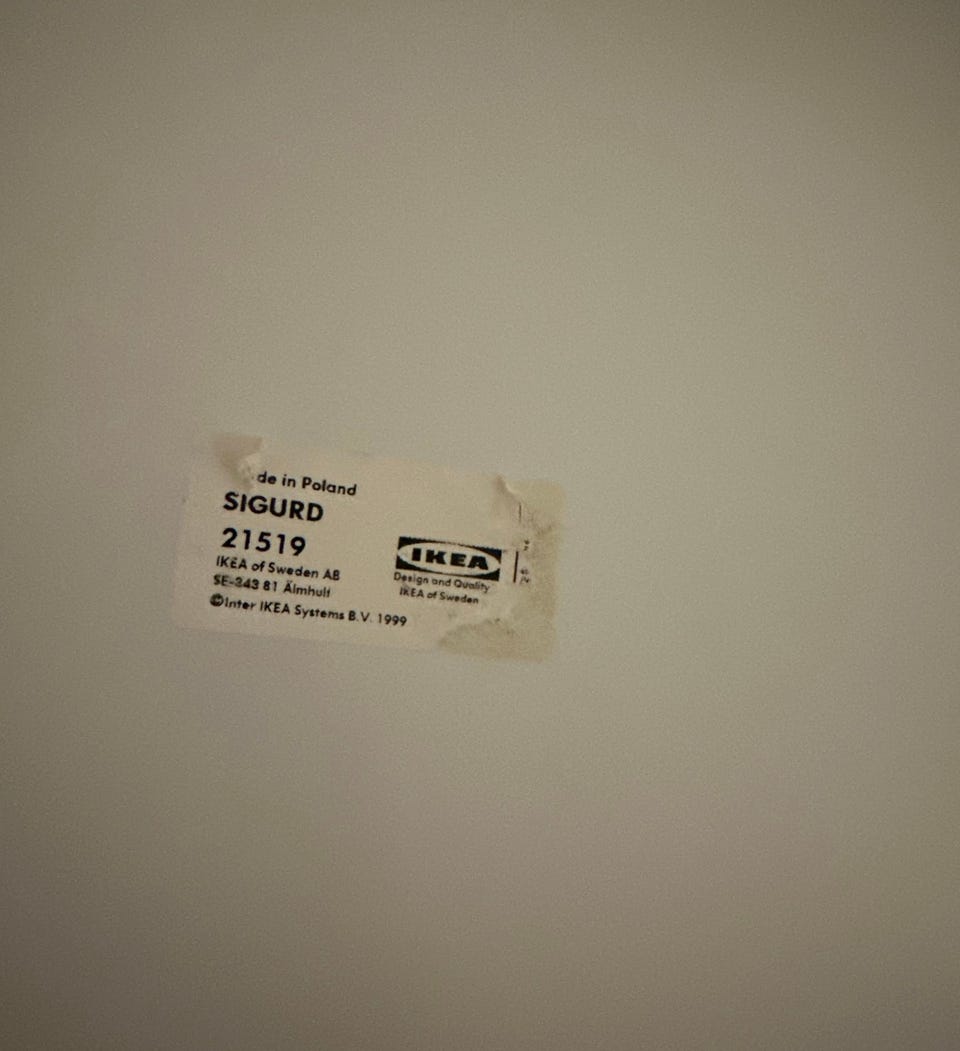 de in Poland
SIGURD
21519
IKEA of Sweden AB
SE-343 81 Älmhult
©Inter IKEA Systems B.V. 1999
IKEA
Design and Quality
IKEA of Sweden